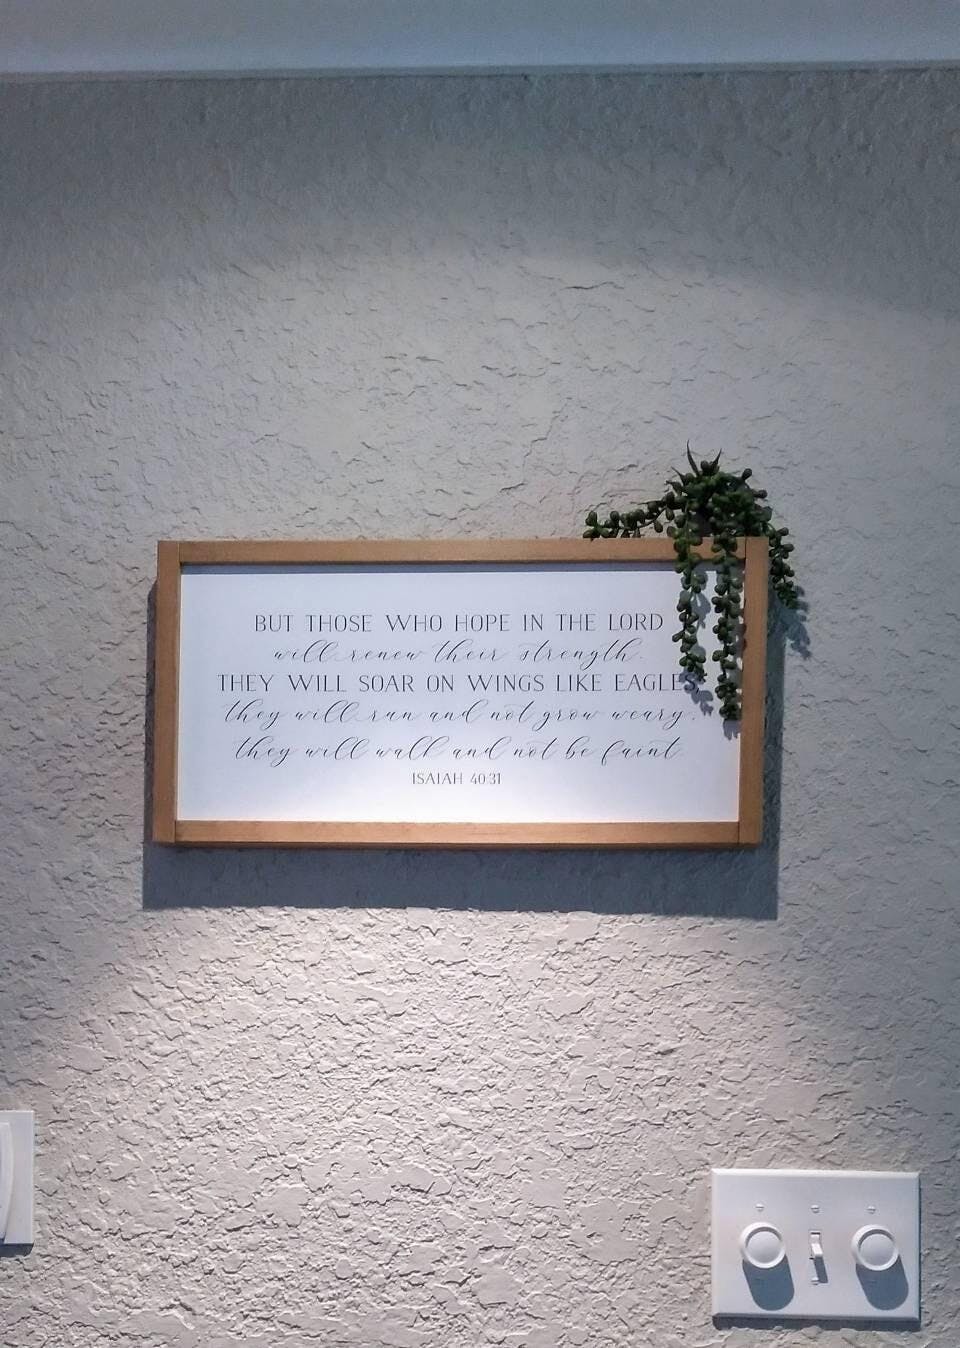 BUT THOSE WHO HOPE IN THE LORD
will renew their strength.
THEY WILL SOAR ON WINGS LIKE EAGLES,
they will run and not grow weary.
they will walk and not be faint.
ISAIAH 40:31